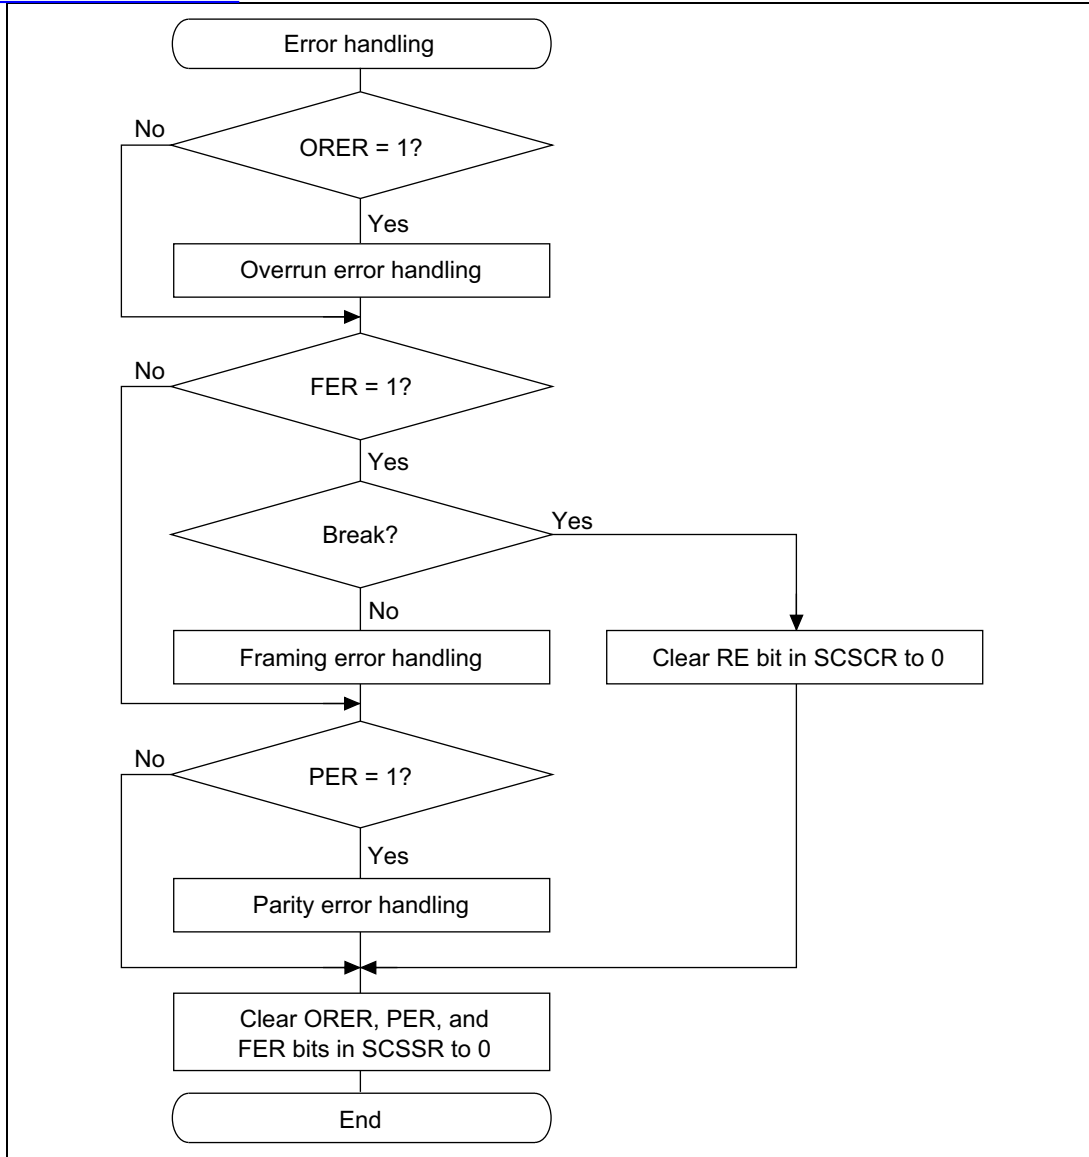 Error handling
No
ORER = 1?
Yes
Overrun error handling
No
FER = 1?
Yes
Break?
Yes
No
Framing error handling
Clear RE bit in SCSCR to 0
No
PER = 1?
Yes
Parity error handling
Clear ORER, PER, and
FER bits in SCSSR to 0
End